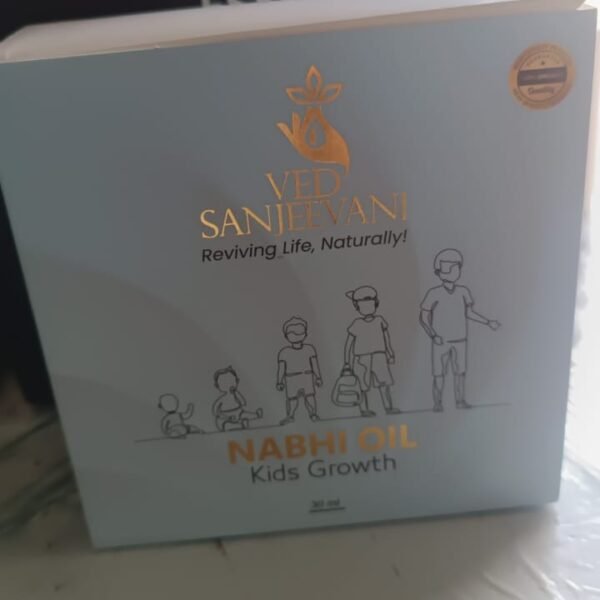 VED
SANJEEVANI
Reviving Life, Naturally!
NABHI OIL
Kids Growth
30 ml